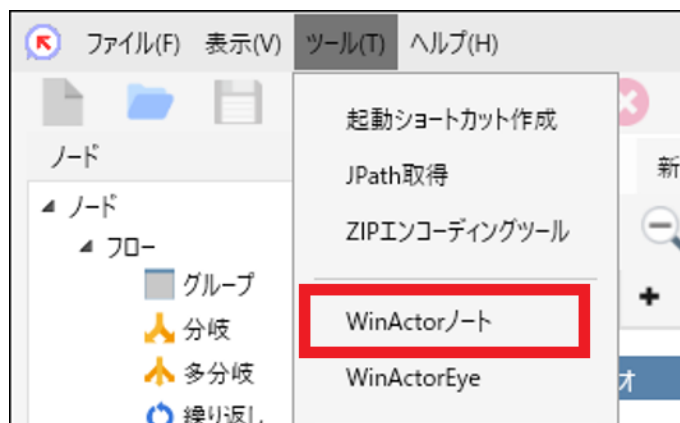 ファイル(F) 表示(V) ツール(T) ヘルプ(H)
起動ショートカット作成
JPath取得
ZIPエンコーディングツール
WinActorノート
WinActorEye
ノード
ノード
フロー
グループ
分岐
多分岐
繰り返し
新
オ